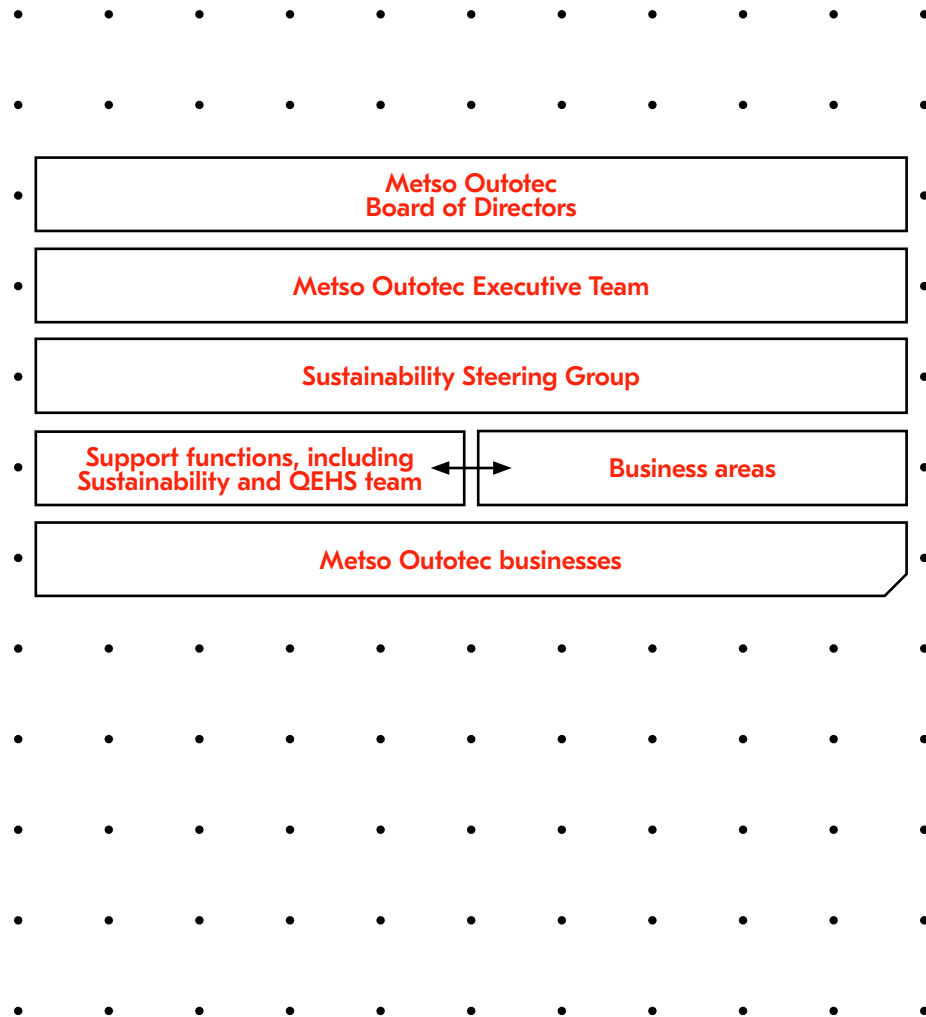 Metso Outotec
Board of Directors
Metso Outotec Executive Team
Sustainability Steering Group
Support functions, including
Sustainability and QEHS team
Business areas
Metso Outotec businesses